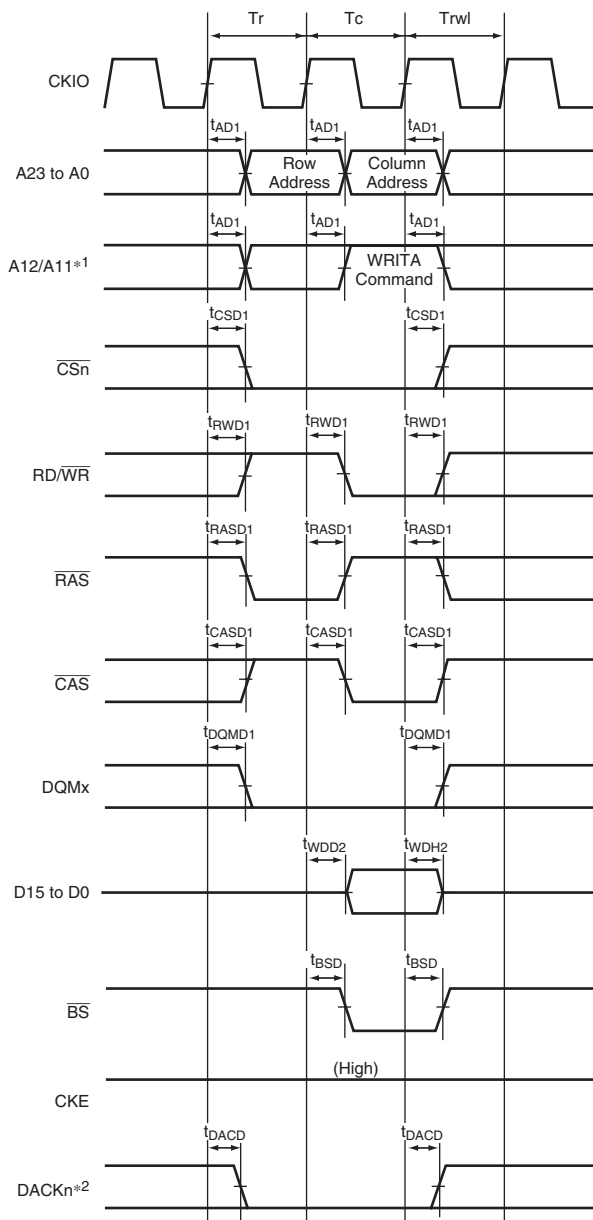 Tr Tc Trwl
CKIO
tAD1 tAD1 tAD1
A23 to A0 Row Address Column Address
tAD1 tAD1 tAD1
A12/A11*1 WRITA Command
tCSD1 tCSD1
CSn
tRWD1 tRWD1 tRWD1
RD/WR
tRASD1 tRASD1 tRASD1
RAS
tCASD1 tCASD1 tCASD1
CAS
tDQMD1 tDQMD1
DQMx
tWDD2 tWDH2
D15 to D0
tBSD tBSD
BS
(High)
CKE
tDACD tDACD
DACKn*2